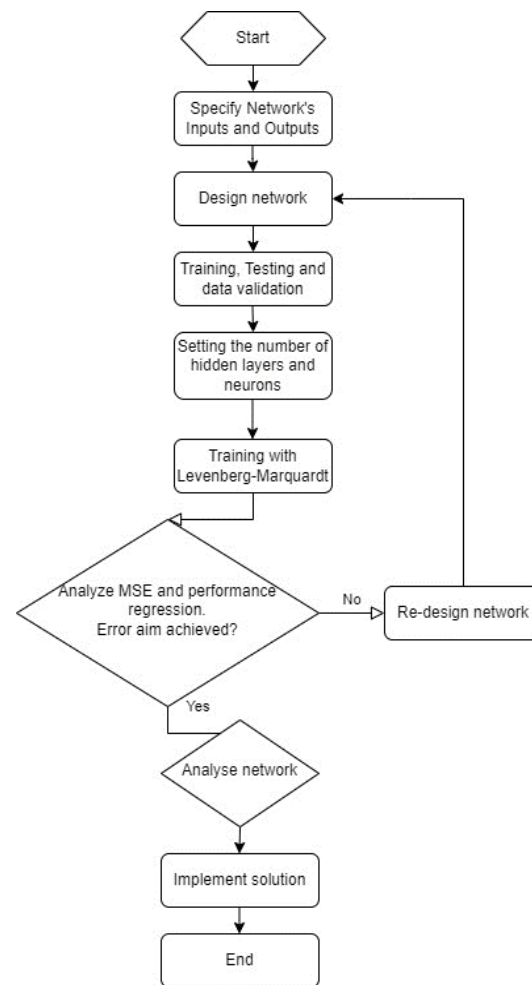 Start
Specify Network's
Inputs and Outputs
Design network
Training, Testing and
data validation
Setting the number of
hidden layers and
neurons
Training with
Levenberg-Marquardt
Analyze MSE and performance
regression.
Error aim achieved?
No
Re-design network
Yes
Analyse network
Implement solution
End